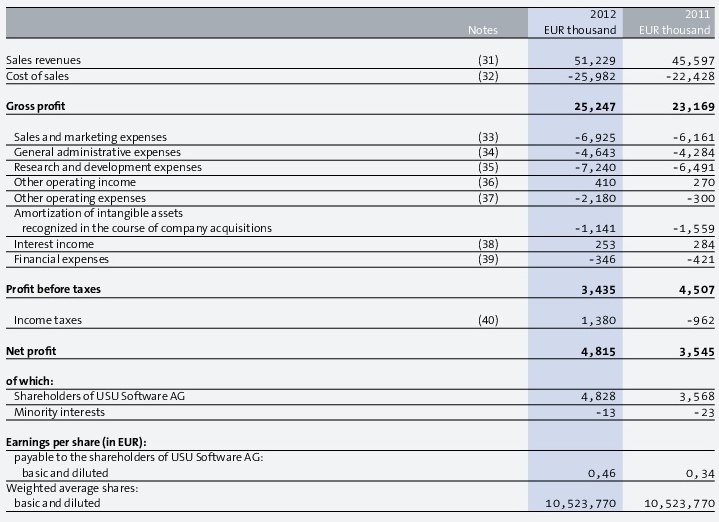 2012 2011
Notes EUR thousand EUR thousand
Sales revenues (31) 51,229 45,597
Cost of sales (32) -25,982 -22,428
Gross profit 25,247 23,169
Sales and marketing expenses (33) -6,925 -6,161
General administrative expenses (34) -4,643 -4,284
Research and development expenses (35) -7,240 -6,491
Other operating income (36) 410 270
Other operating expenses (37) -2,180 -300
Amortization of intangible assets
recognized in the course of company acquisitions -1,141 -1,559
Interest income (38) 253 284
Financial expenses (39) -346 -421
Profit before taxes 3,435 4,507
Income taxes (40) 1,380 -962
Net profit 4,815 3,545
of which:
Shareholders of USU Software AG 4,828 3,568
Minority interests -13 -23
Earnings per share (in EUR):
payable to the shareholders of USU Software AG:
basic and diluted 0,46 0,34
Weighted average shares:
basic and diluted 10,523,770 10,523,770